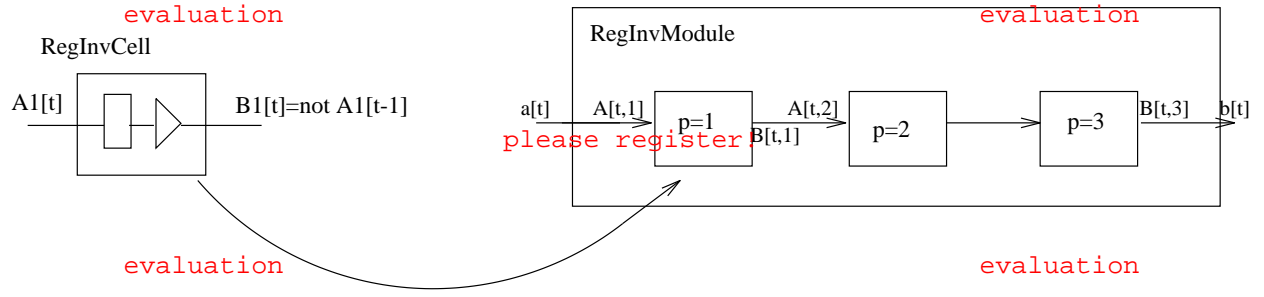 evaluation
evaluation
RegInvCell
RegInvModule
A1[t]
B1[t]=not A1[t-1]
a[t]
A[t,1]
p=1
B[t,1]
A[t,2]
p=2
p=3
B[t,3]
b[t]
please register!
evaluation
evaluation